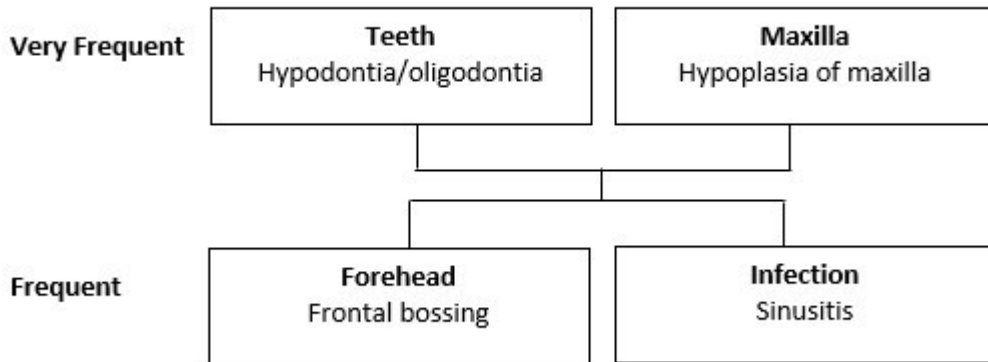 Very Frequent
Teeth
Hypodontia/oligodontia
Maxilla
Hypoplasia of maxilla
Frequent
Forehead
Frontal bossing
Infection
Sinusitis